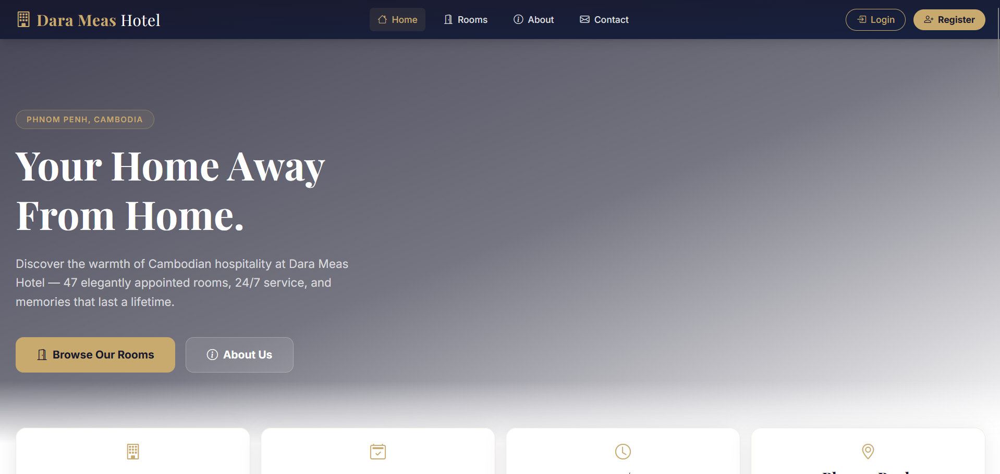 Dara Meas Hotel
Home
Rooms
About
Contact
Login
Register
PHNOM PENH, CAMBODIA
Your Home Away
From Home.
Discover the warmth of Cambodian hospitality at Dara Meas
Hotel — 47 elegantly appointed rooms, 24/7 service, and
memories that last a lifetime.
Browse Our Rooms
About Us